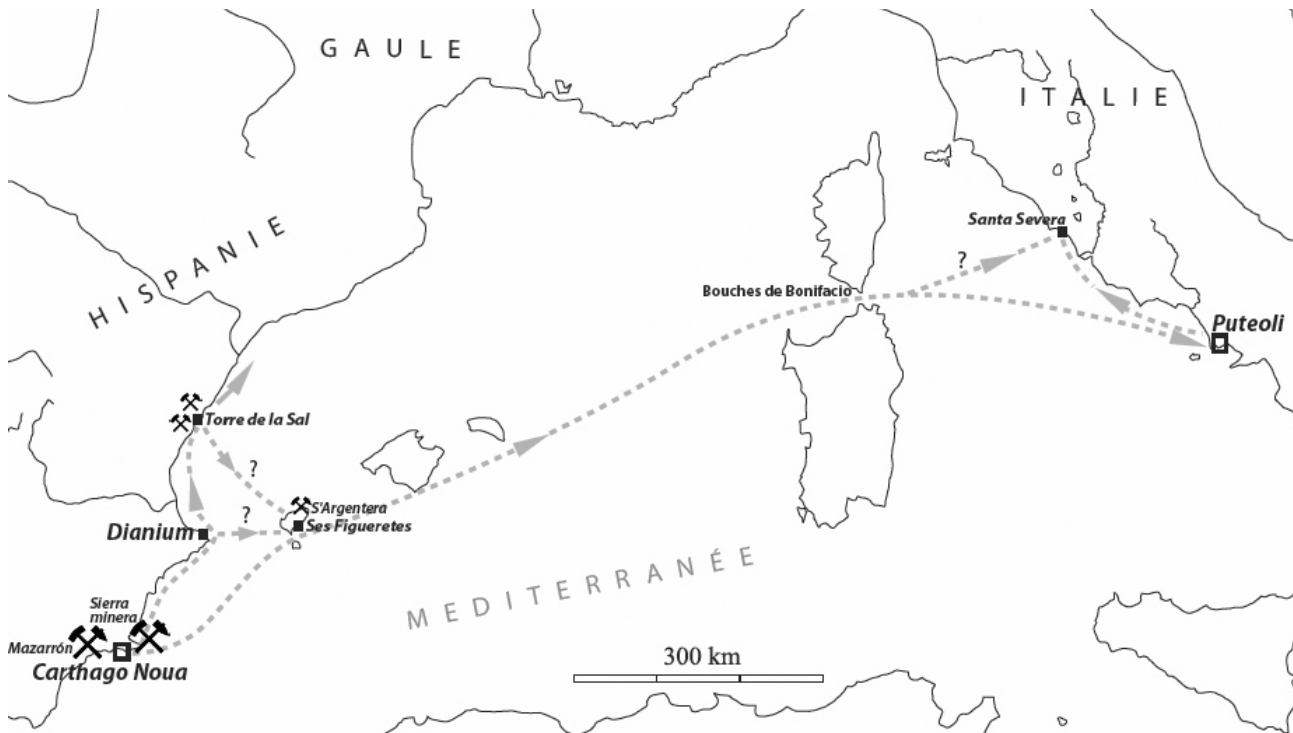 GAULE
ITALIE
HISPANIE
Santa Severa
?
Bouches de Bonifacio
Puteoli
Torre de la Sal
?
S'Argentera
?
Ses Figueretes
Dianium
MEDITERRANÉE
Sierra
minera
Mazarrón
Carthago Noua
300 km